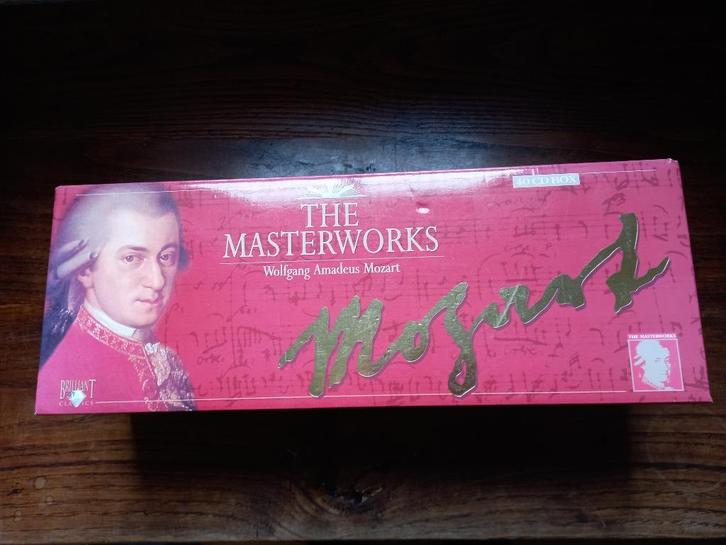 40 CD BOX
THE
MASTERWORKS
Wolfgang Amadeus Mozart
Mozart
THE MASTERWORKS
BRILLIANT
CLASSICS